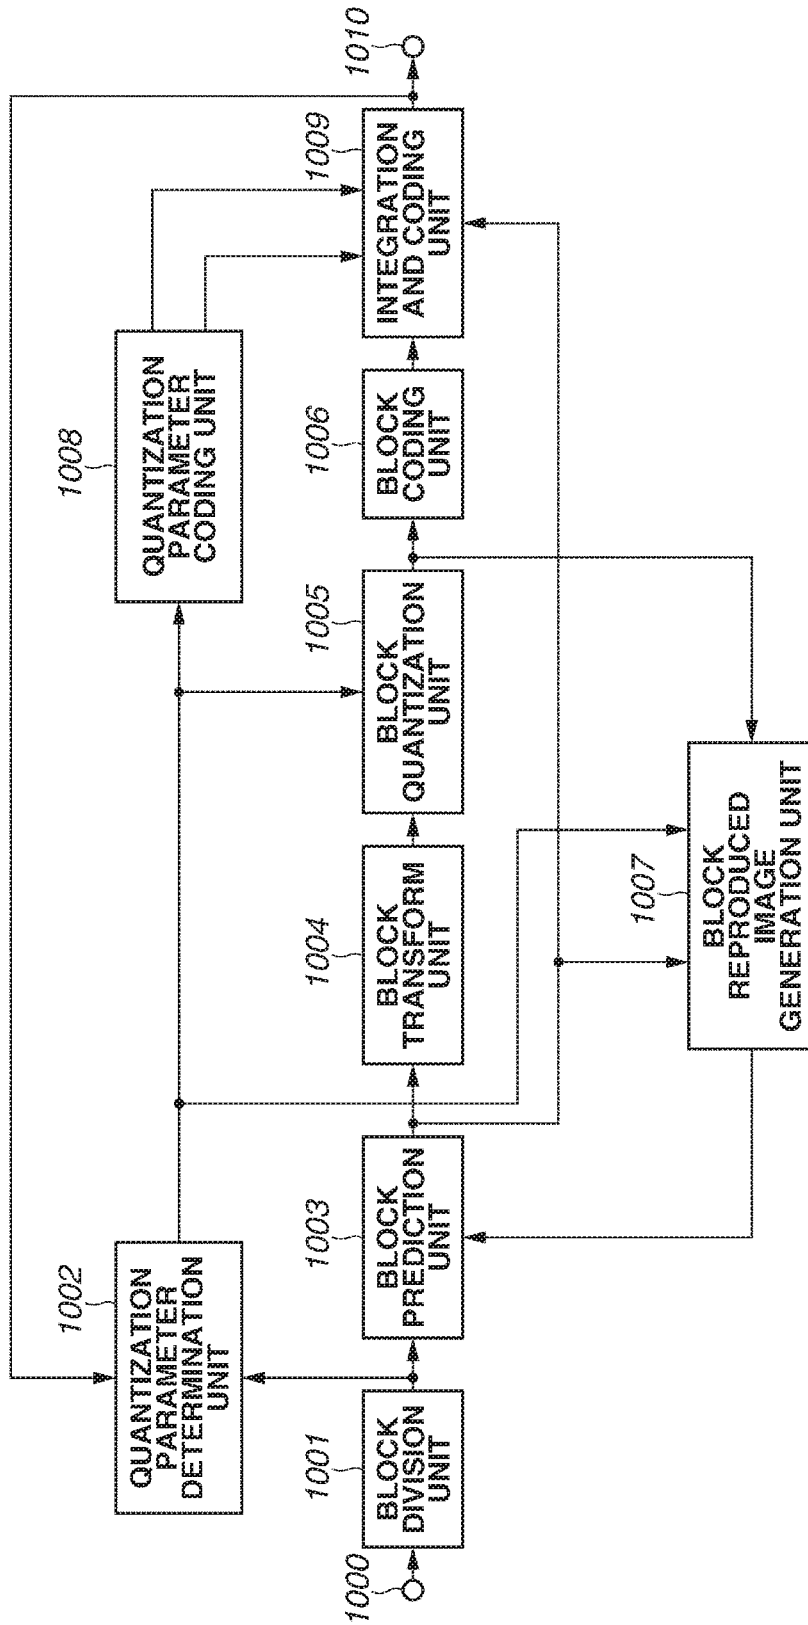 1002
QUANTIZATION
PARAMETER
DETERMINATION
UNIT
1008
QUANTIZATION
PARAMETER
CODING UNIT
1000
1001
BLOCK
DIVISION
UNIT
1003
BLOCK
PREDICTION
UNIT
1004
BLOCK
TRANSFORM
UNIT
1005
BLOCK
QUANTIZATION
UNIT
1006
BLOCK
CODING
UNIT
1009
INTEGRATION
AND CODING
UNIT
1010
1007
BLOCK
REPRODUCED
IMAGE
GENERATION UNIT